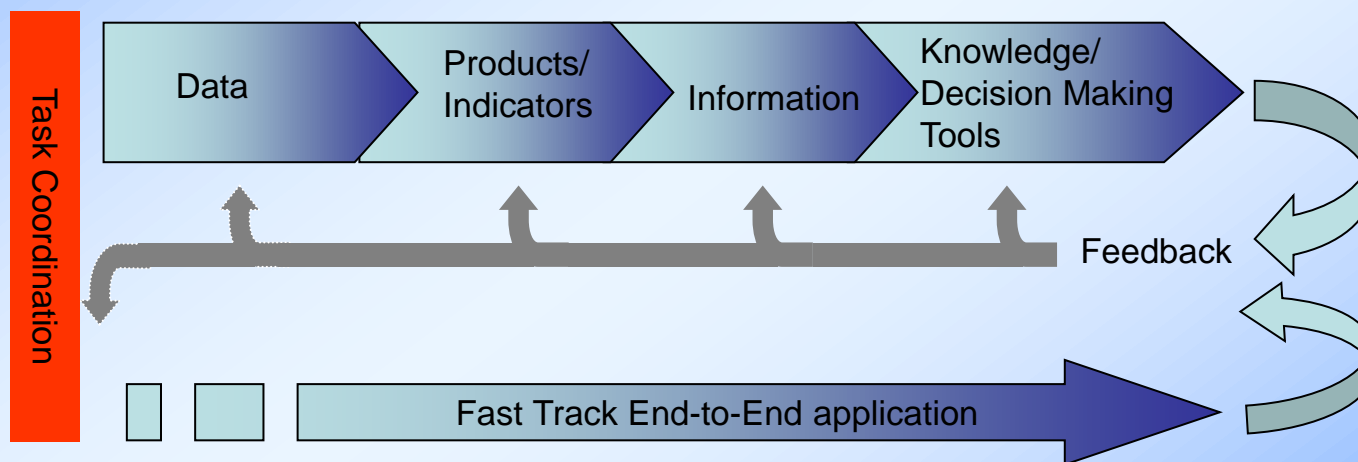 Task Coordination
Data
Products/
Indicators
Information
Knowledge/
Decision Making
Tools
Feedback
Fast Track End-to-End application